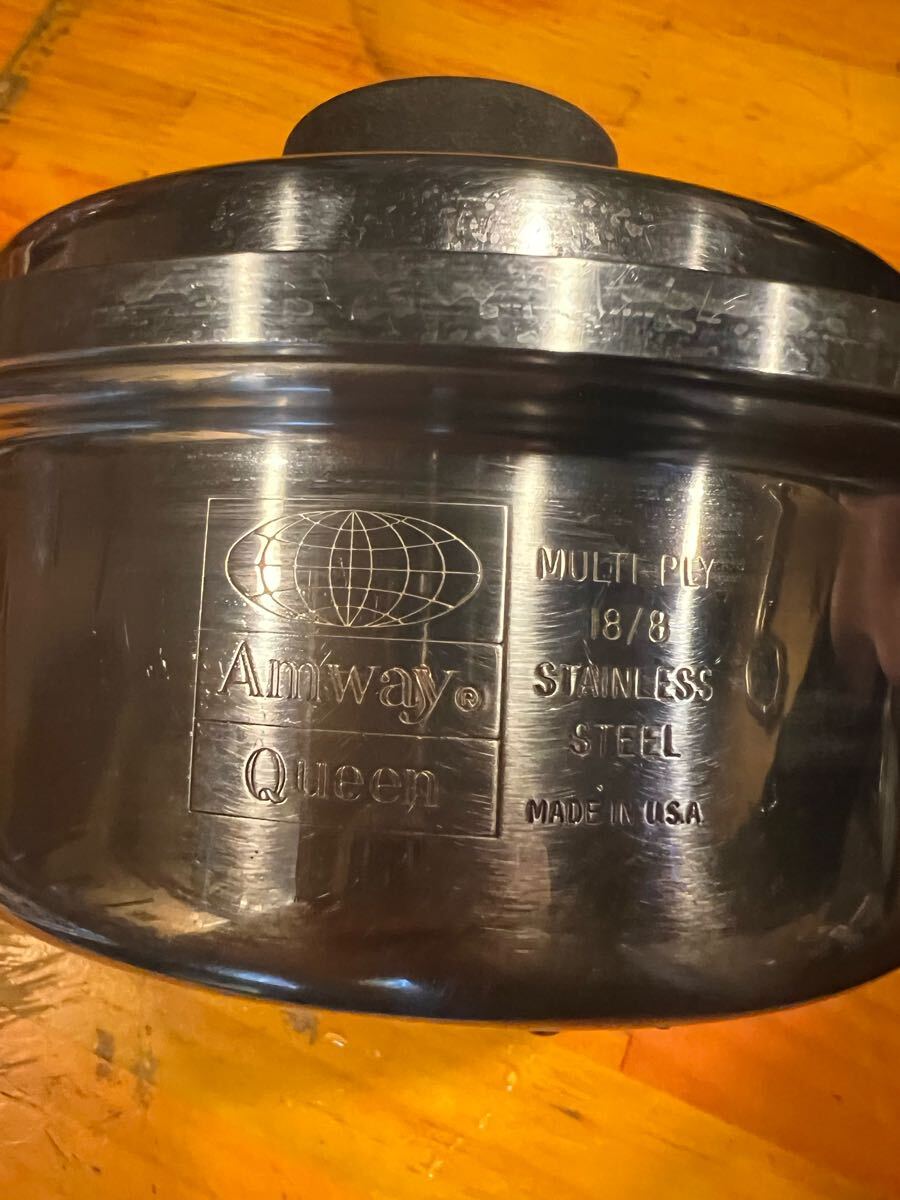 Amway®
Queen
MULTI-PLY
18/8
STAINLESS
STEEL
MADE IN U.S.A